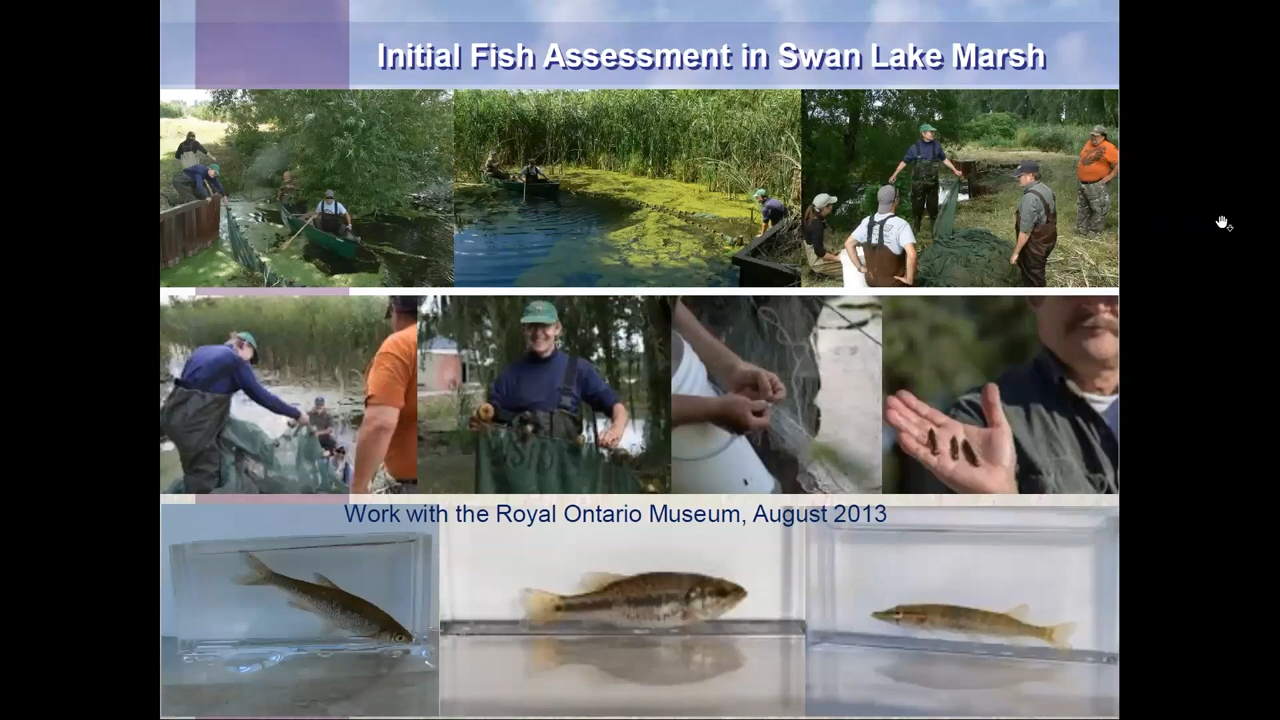 Initial Fish Assessment in Swan Lake Marsh
Work with the Royal Ontario Museum, August 2013